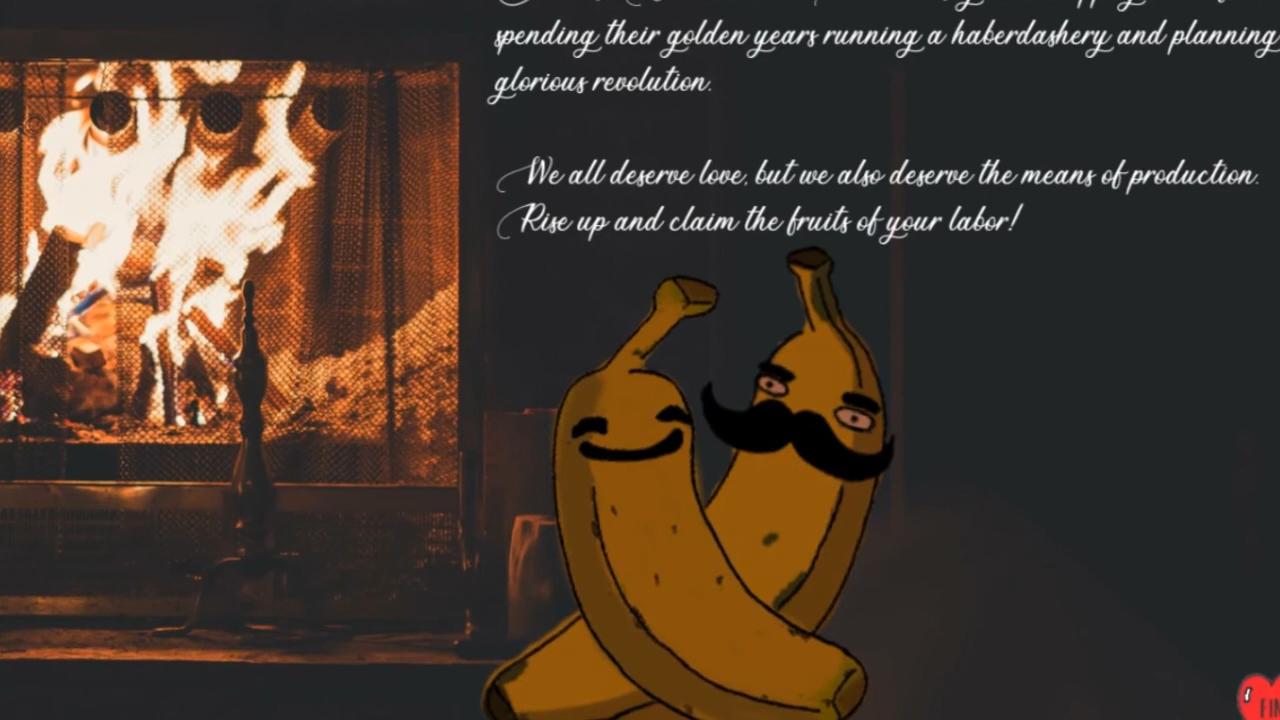 spending their golden years running a haberdashery and planning
glorious revolution.
We all deserve love, but we also deserve the means of production.
Rise up and claim the fruits of your labor!